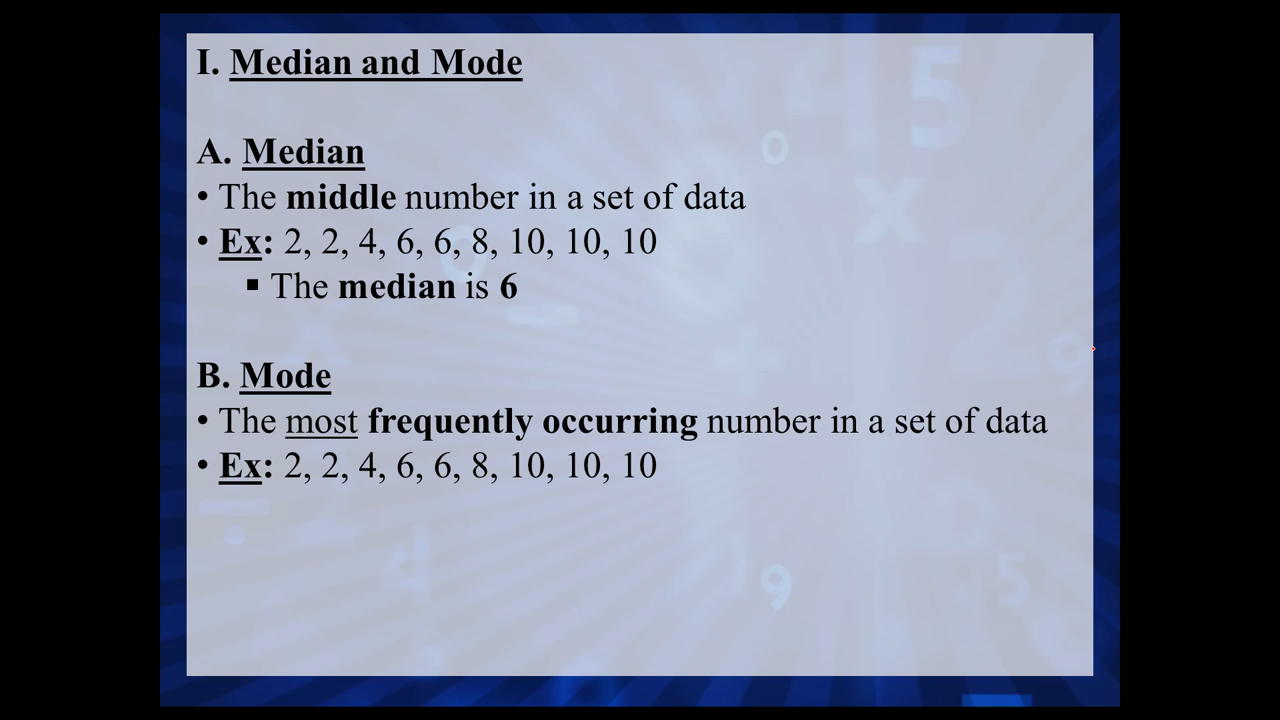 I. Median and Mode
A. Median
• The middle number in a set of data
• Ex: 2, 2, 4, 6, 6, 8, 10, 10, 10
▪ The median is 6
B. Mode
• The most frequently occurring number in a set of data
• Ex: 2, 2, 4, 6, 6, 8, 10, 10, 10